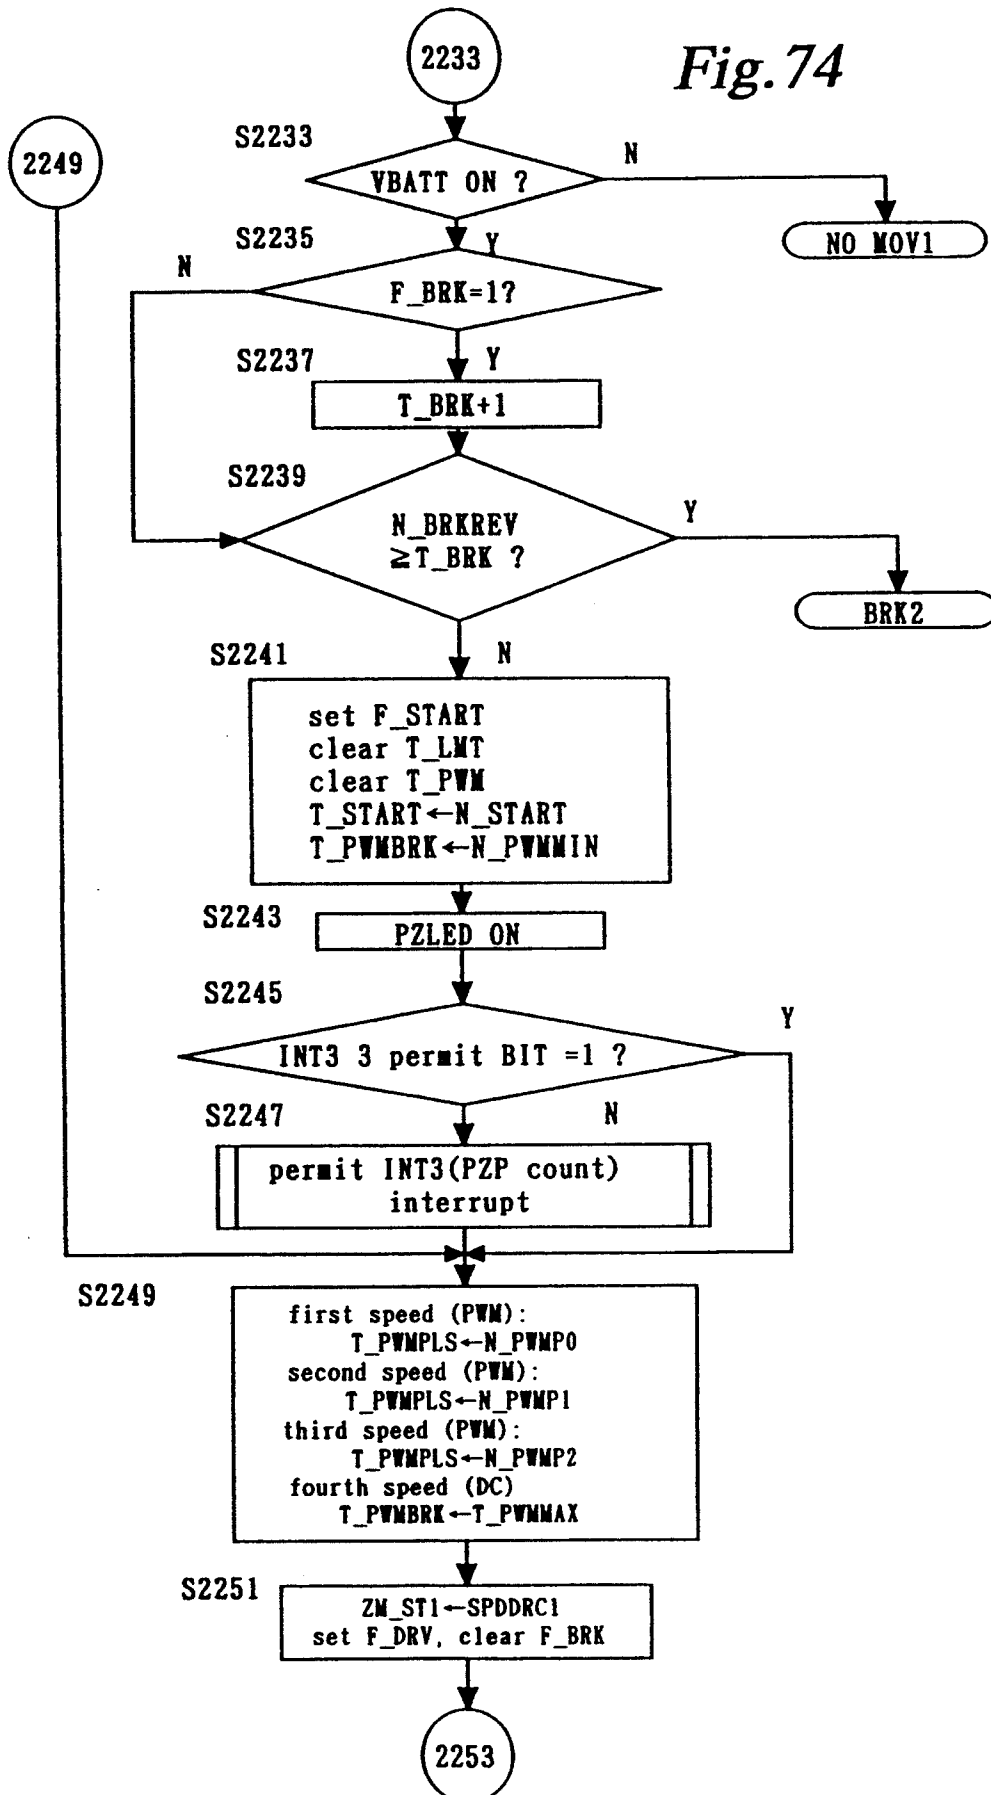 2233
Fig. 74
2249
S2233
VBATT ON ?
N
NO MOV1
S2235
Y
N
F_BRK=1?
S2237
Y
T_BRK+1
S2239
N_BRKREV
≧T_BRK ?
Y
BRK2
S2241
N
set F_START
clear T_LMT
clear T_PWM
T_START←N_START
T_PWMBRK←N_PWMMIN
S2243
PZLED ON
S2245
INT3 3 permit BIT =1 ?
Y
S2247
N
permit INT3(PZP count)
interrupt
S2249
first speed (PWM):
T_PWMPLS←N_PWMP0
second speed (PWM):
T_PWMPLS←N_PWMP1
third speed (PWM):
T_PWMPLS←N_PWMP2
fourth speed (DC)
T_PWMBRK←T_PWMMAX
S2251
ZM_ST1←SPDDRC1
set F_DRV, clear F_BRK
2253